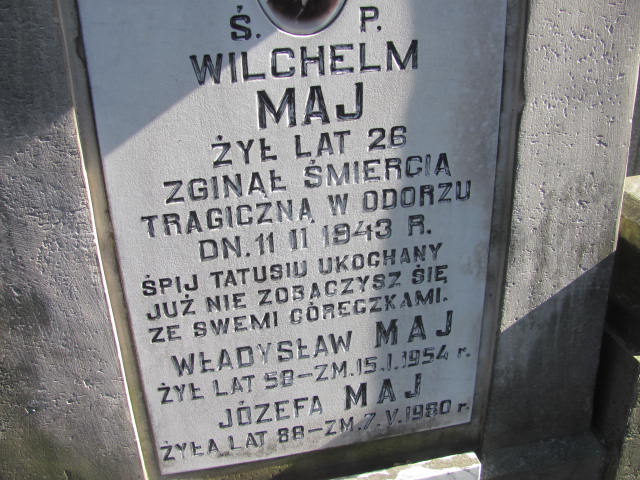 Ś. P.
WILCHELM
MAJ
ŻYŁ LAT 26
ZGINĄŁ ŚMIERCIĄ
TRAGICZNĄ W ODORZU
DN. 11 II 1943 R.
ŚPIJ TATUSIU UKOCHANY
JUŻ NIE ZOBACZYSZ SIĘ
ZE SWEMI CÓRECZKAMI.
WŁADYSŁAW MAJ
ŻYŁ LAT 58-ZM.15.I.1954 r.
JÓZEFA MAJ
ŻYŁA LAT 88-ZM.7.V.1980 r.